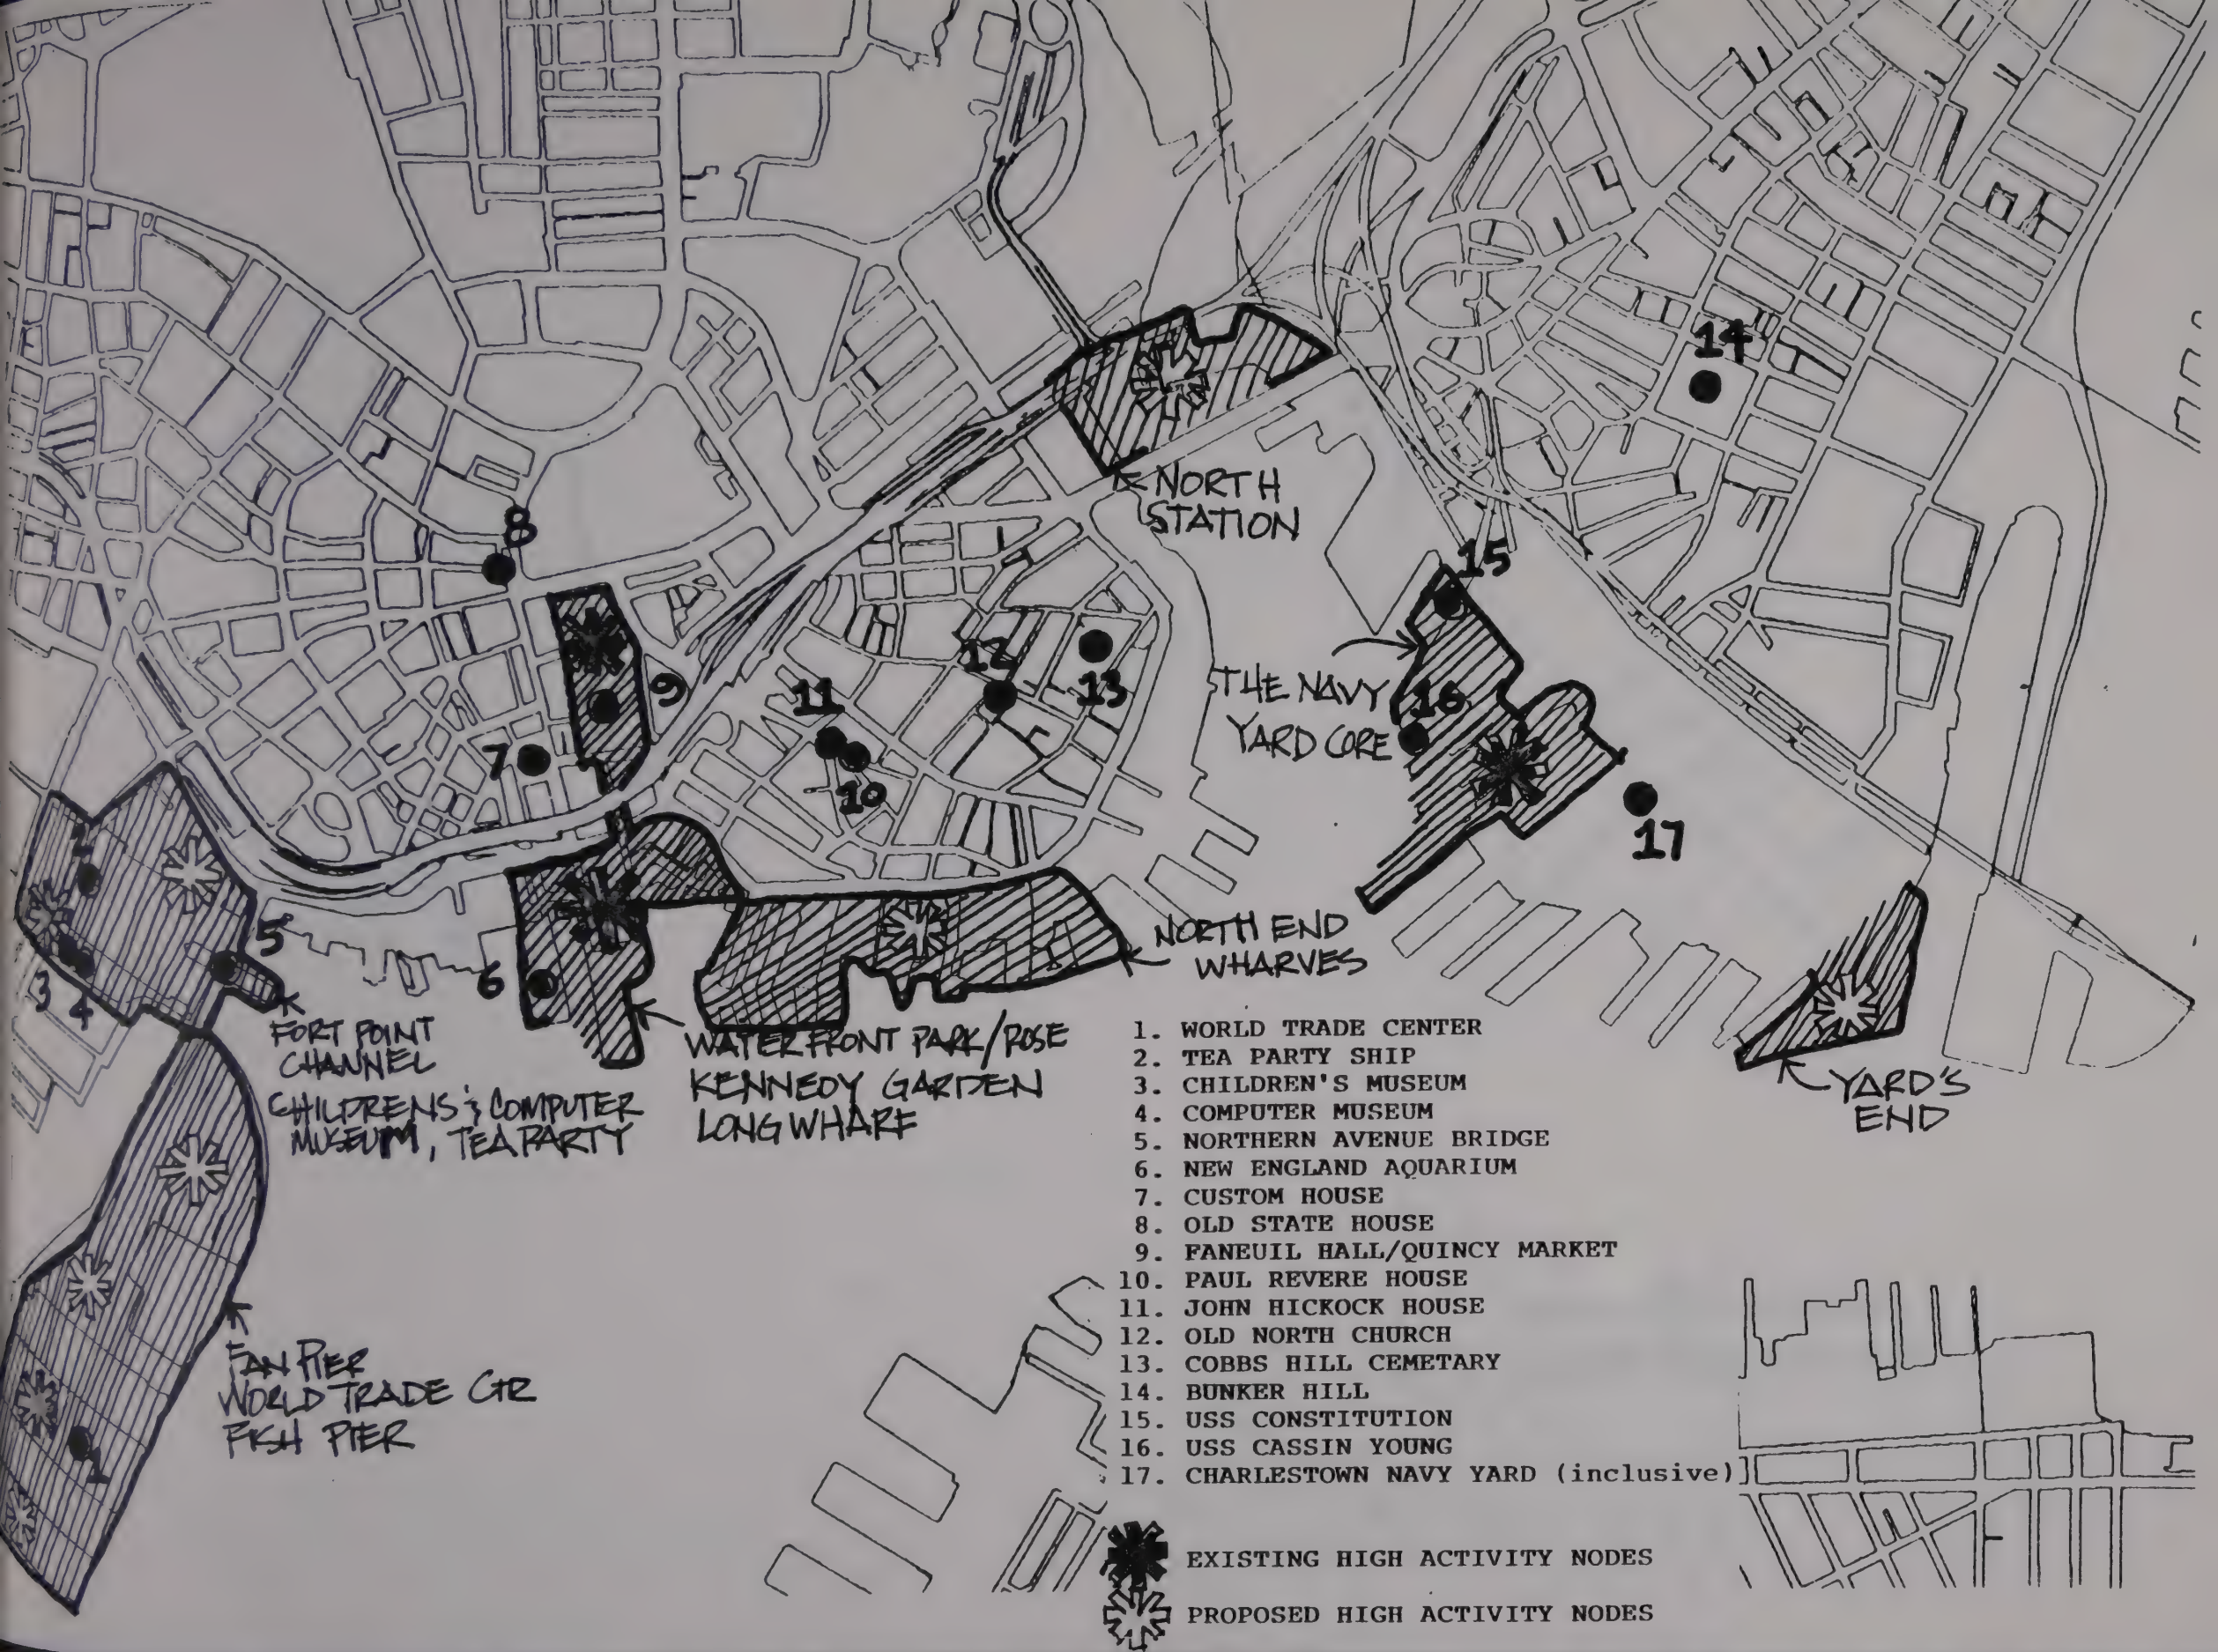 14
NORTH
STATION
8
15
9
12
13
11
THE NAVY
YARD CORE
16
7
10
17
2
5
6
3
4
NORTH END
WHARVES
FORT POINT
CHANNEL
CHILDRENS & COMPUTER
MUSEUM, TEA PARTY
WATERFRONT PARK/ROSE
KENNEDY GARDEN
LONG WHARF
YARD'S
END
FAN PIER
WORLD TRADE CTR
FISH PIER
1
1. WORLD TRADE CENTER
2. TEA PARTY SHIP
3. CHILDREN'S MUSEUM
4. COMPUTER MUSEUM
5. NORTHERN AVENUE BRIDGE
6. NEW ENGLAND AQUARIUM
7. CUSTOM HOUSE
8. OLD STATE HOUSE
9. FANEUIL HALL/QUINCY MARKET
10. PAUL REVERE HOUSE
11. JOHN HICKOCK HOUSE
12. OLD NORTH CHURCH
13. COBBS HILL CEMETARY
14. BUNKER HILL
15. USS CONSTITUTION
16. USS CASSIN YOUNG
17. CHARLESTOWN NAVY YARD (inclusive)
EXISTING HIGH ACTIVITY NODES
PROPOSED HIGH ACTIVITY NODES